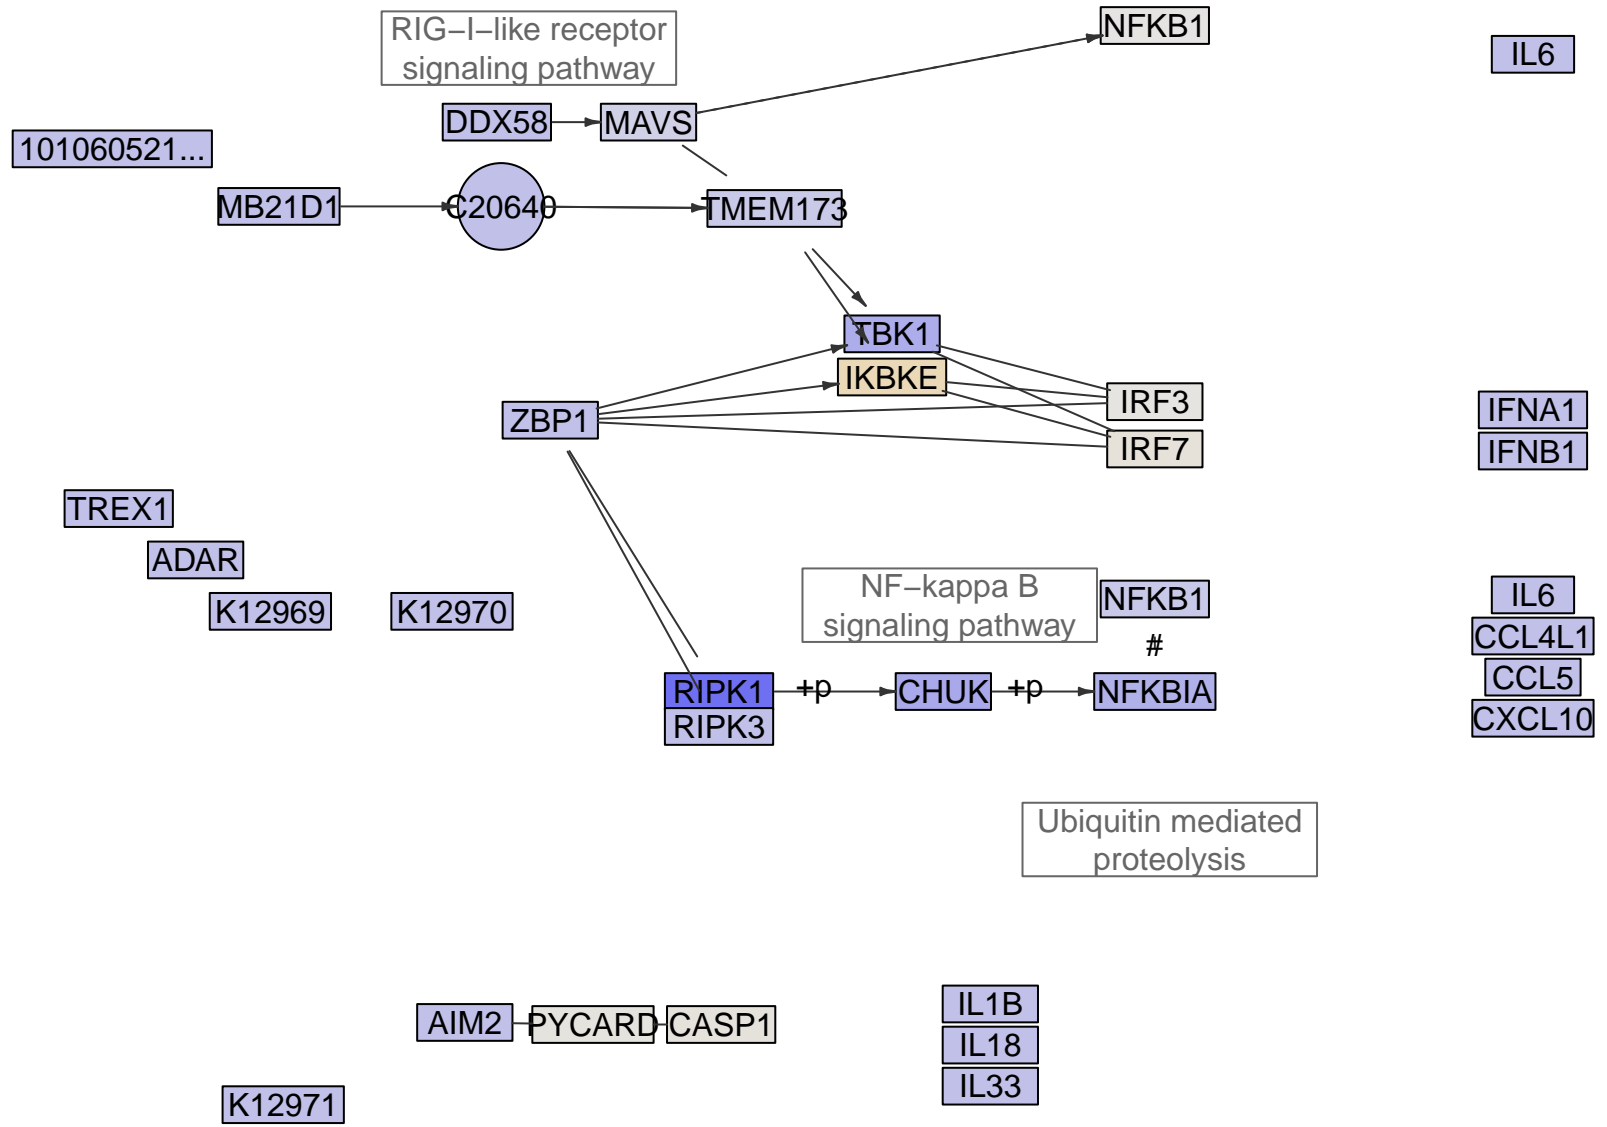 RIG−I−like receptor
signaling pathway
NFKB1
IL6
DDX58
MAVS
101060521...
MB21D1
C20640
TMEM173
TBK1
IKBKE
ZBP1
IRF3
IRF7
IFNA1
IFNB1
TREX1
ADAR
K12969
K12970
NF−kappa B
signaling pathway
NFKB1
#
IL6
CCL4L1
CCL5
CXCL10
RIPK1
+p
CHUK
+p
NFKBIA
RIPK3
Ubiquitin mediated
proteolysis
AIM2
PYCARD
CASP1
IL1B
IL18
IL33
K12971